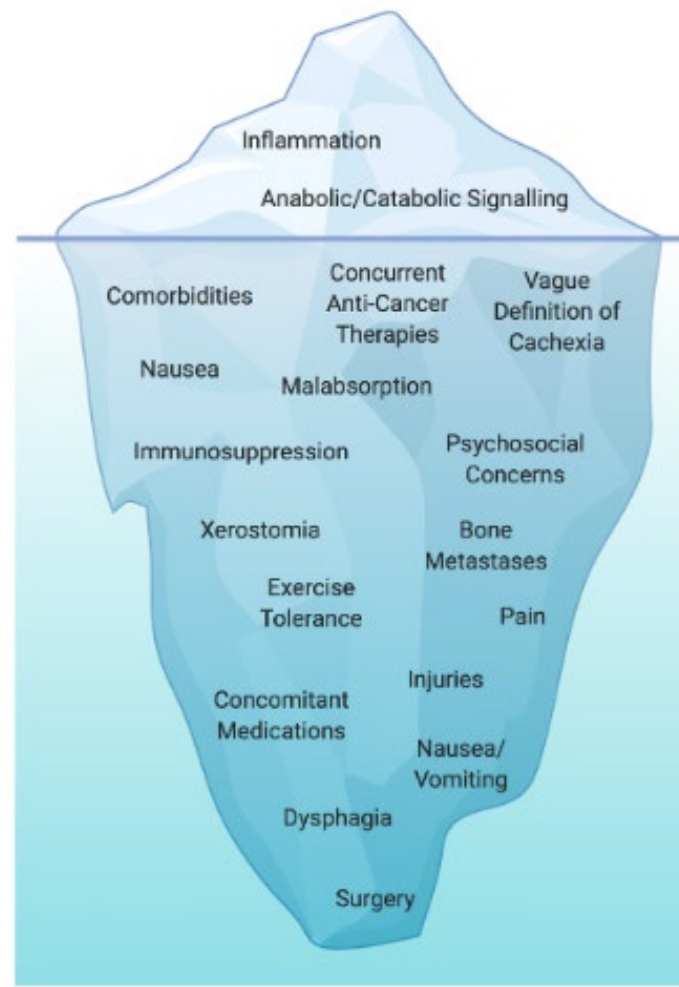 Inflammation
Anabolic/Catabolic Signalling
Comorbidities
Concurrent
Anti-Cancer
Therapies
Vague
Definition of
Cachexia
Nausea
Malabsorption
Immunosuppression
Psychosocial
Concerns
Xerostomia
Bone
Metastases
Exercise
Tolerance
Pain
Injuries
Concomitant
Medications
Nausea/
Vomiting
Dysphagia
Surgery